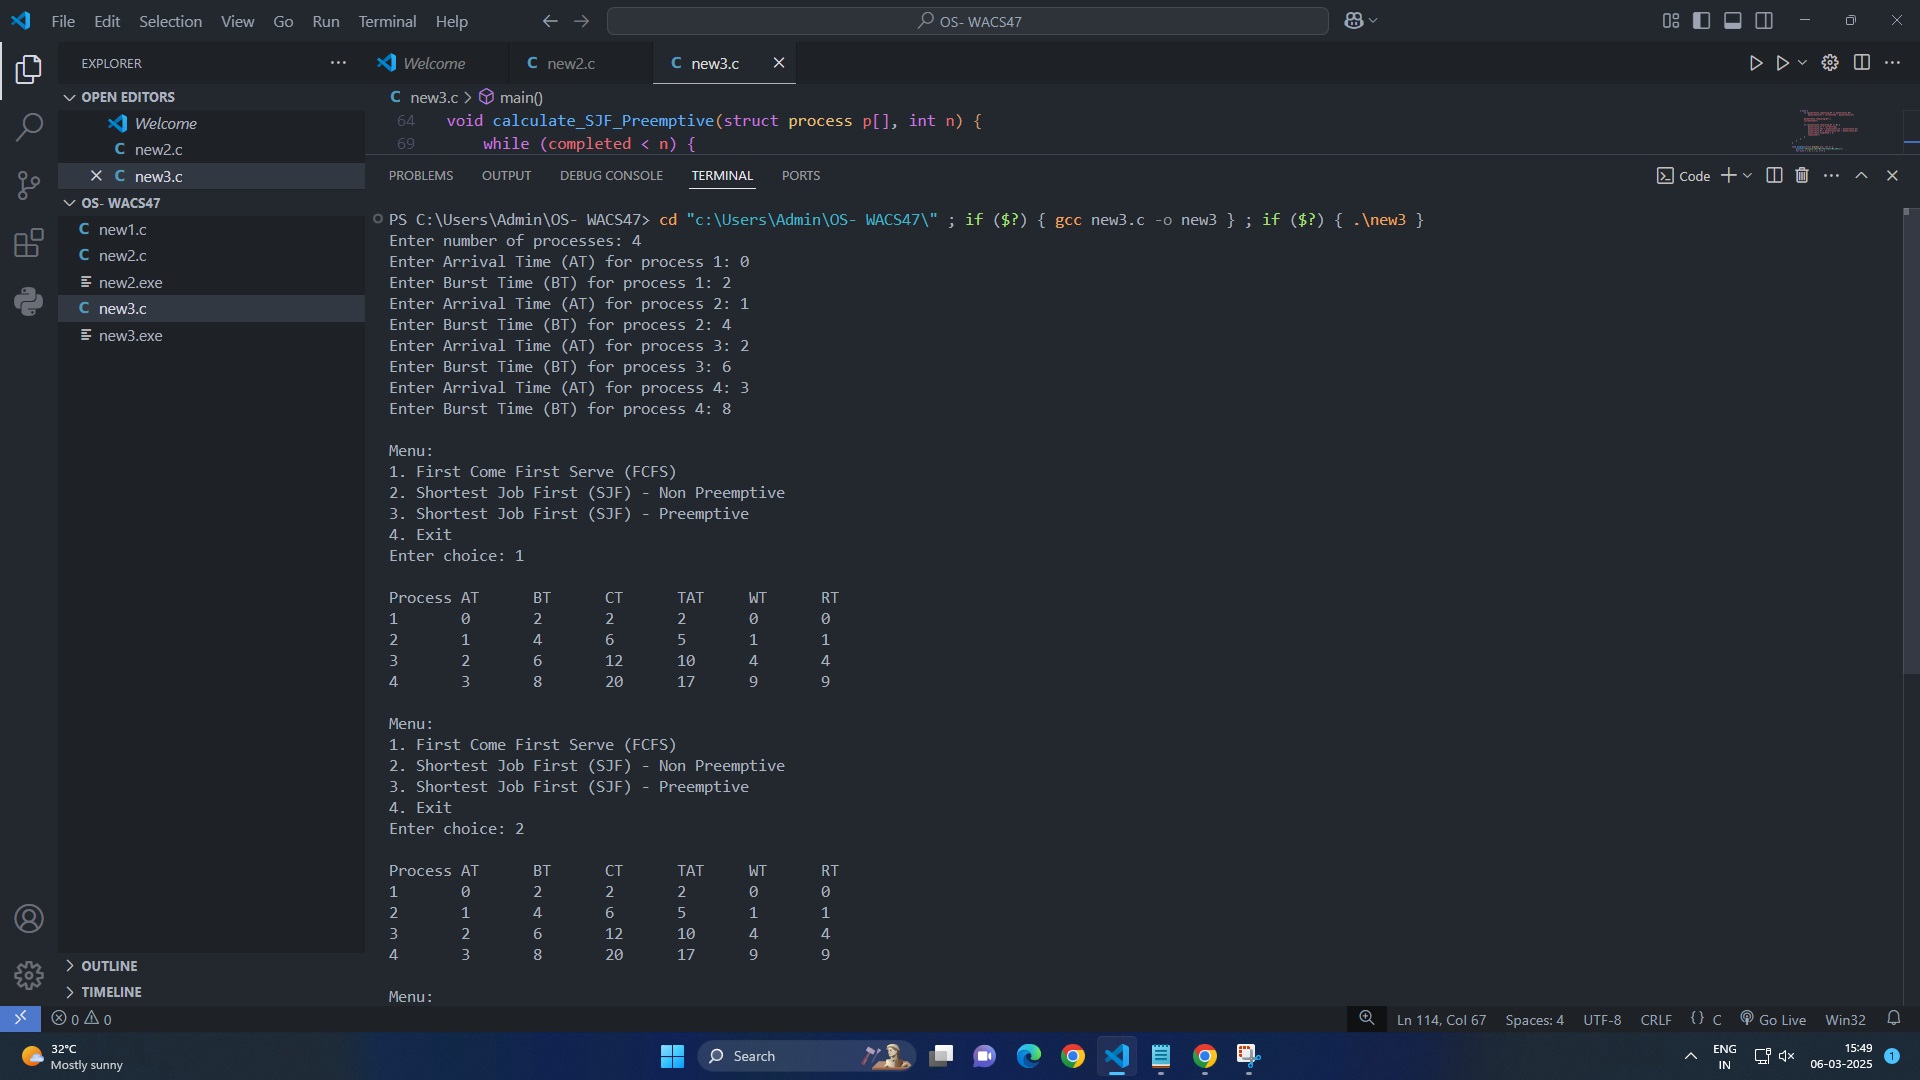 File Edit Selection View Go Run Terminal Help
OS- WACS47
EXPLORER
Welcome
new2.c
new3.c
OPEN EDITORS
Welcome
new2.c
new3.c
OS- WACS47
new1.c
new2.c
new2.exe
new3.c
new3.exe
OUTLINE
TIMELINE
new3.c > main()
64 void calculate_SJF_Preemptive(struct process p[], int n) {
69 while (completed < n) {
PROBLEMS OUTPUT DEBUG CONSOLE TERMINAL PORTS
Code
PS C:\Users\Admin\OS- WACS47> cd "c:\Users\Admin\OS- WACS47\" ; if ($?) { gcc new3.c -o new3 } ; if ($?) { .\new3 }
Enter number of processes: 4
Enter Arrival Time (AT) for process 1: 0
Enter Burst Time (BT) for process 1: 2
Enter Arrival Time (AT) for process 2: 1
Enter Burst Time (BT) for process 2: 4
Enter Arrival Time (AT) for process 3: 2
Enter Burst Time (BT) for process 3: 6
Enter Arrival Time (AT) for process 4: 3
Enter Burst Time (BT) for process 4: 8
Menu:
1. First Come First Serve (FCFS)
2. Shortest Job First (SJF) - Non Preemptive
3. Shortest Job First (SJF) - Preemptive
4. Exit
Enter choice: 1
Process AT BT CT TAT WT RT
1 0 2 2 2 0 0
2 1 4 6 5 1 1
3 2 6 12 10 4 4
4 3 8 20 17 9 9
Menu:
1. First Come First Serve (FCFS)
2. Shortest Job First (SJF) - Non Preemptive
3. Shortest Job First (SJF) - Preemptive
4. Exit
Enter choice: 2
Process AT BT CT TAT WT RT
1 0 2 2 2 0 0
2 1 4 6 5 1 1
3 2 6 12 10 4 4
4 3 8 20 17 9 9
Menu:
0 0
Ln 114, Col 67 Spaces: 4 UTF-8 CRLF {} C Go Live Win32
32°C
Mostly sunny
Search
ENG
IN
15:49
06-03-2025
1